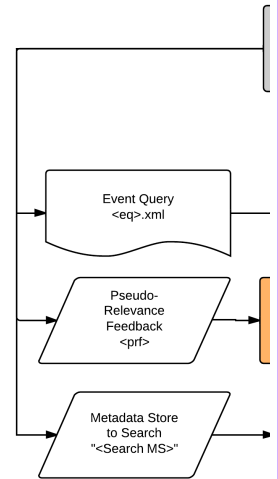 Event Query
<eq>.xml
Pseudo-
Relevance
Feedback
<prf>
Metadata Store
to Search
"<Search MS>"